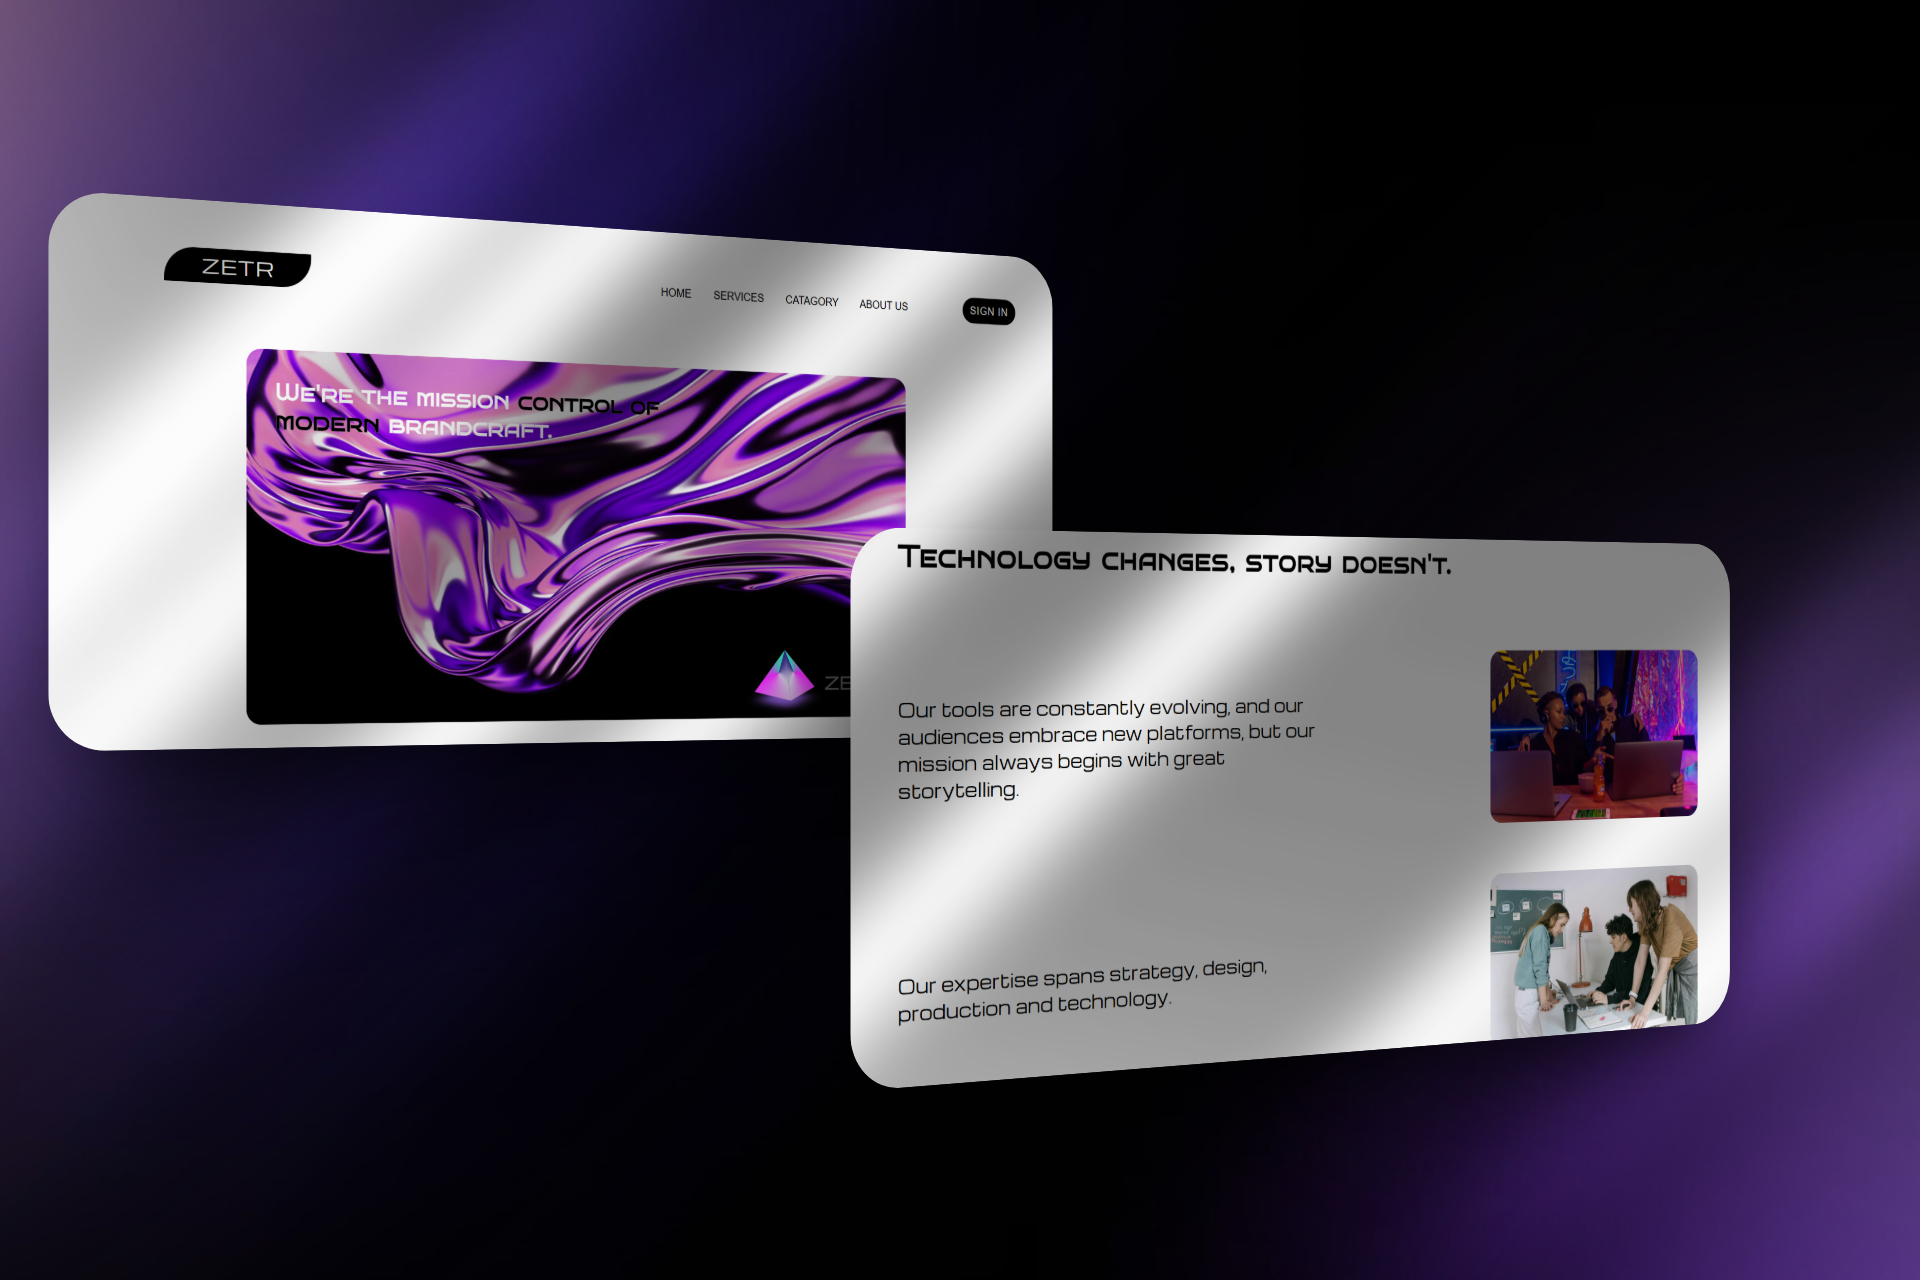 ZETR
HOME SERVICES CATAGORY ABOUT US SIGN IN
We're the mission control of
modern brandcraft.
ZE
Technology changes, story doesn't.
Our tools are constantly evolving, and our
audiences embrace new platforms, but our
mission always begins with great
storytelling.
Our expertise spans strategy, design,
production and technology.